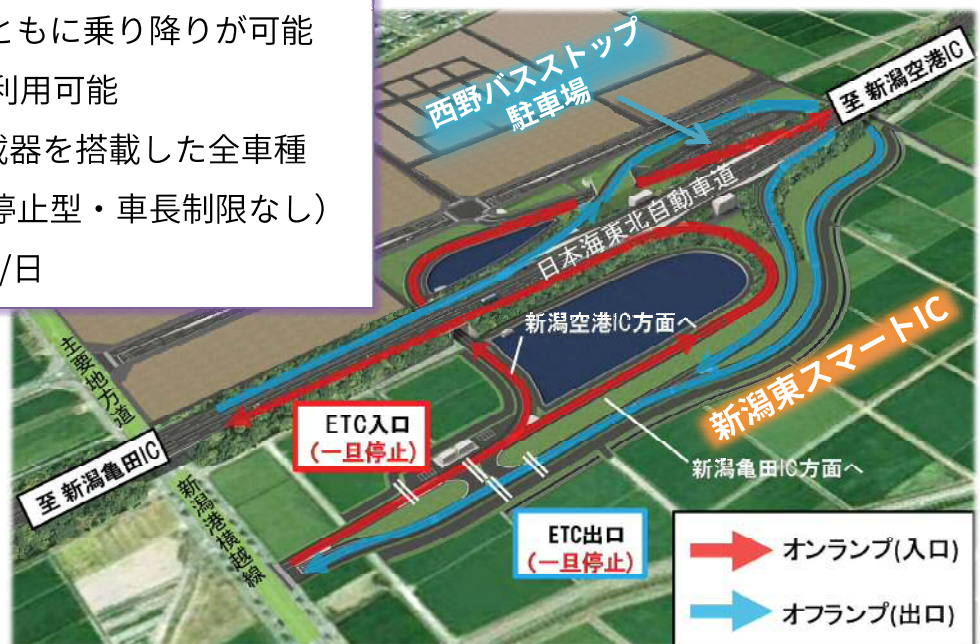 ともに乗り降りが可能
利用可能
載器を搭載した全車種
停止型・車長制限なし）
/日
西野バスストップ
駐車場
至 新潟空港IC
日本海東北自動車道
新潟空港IC方面へ
新潟東スマートIC
主要地方道
ETC入口
(一旦停止)
至 新潟亀田IC
新潟亀田IC方面へ
新潟港横越線
ETC出口
(一旦停止)
オンランプ(入口)
オフランプ(出口)